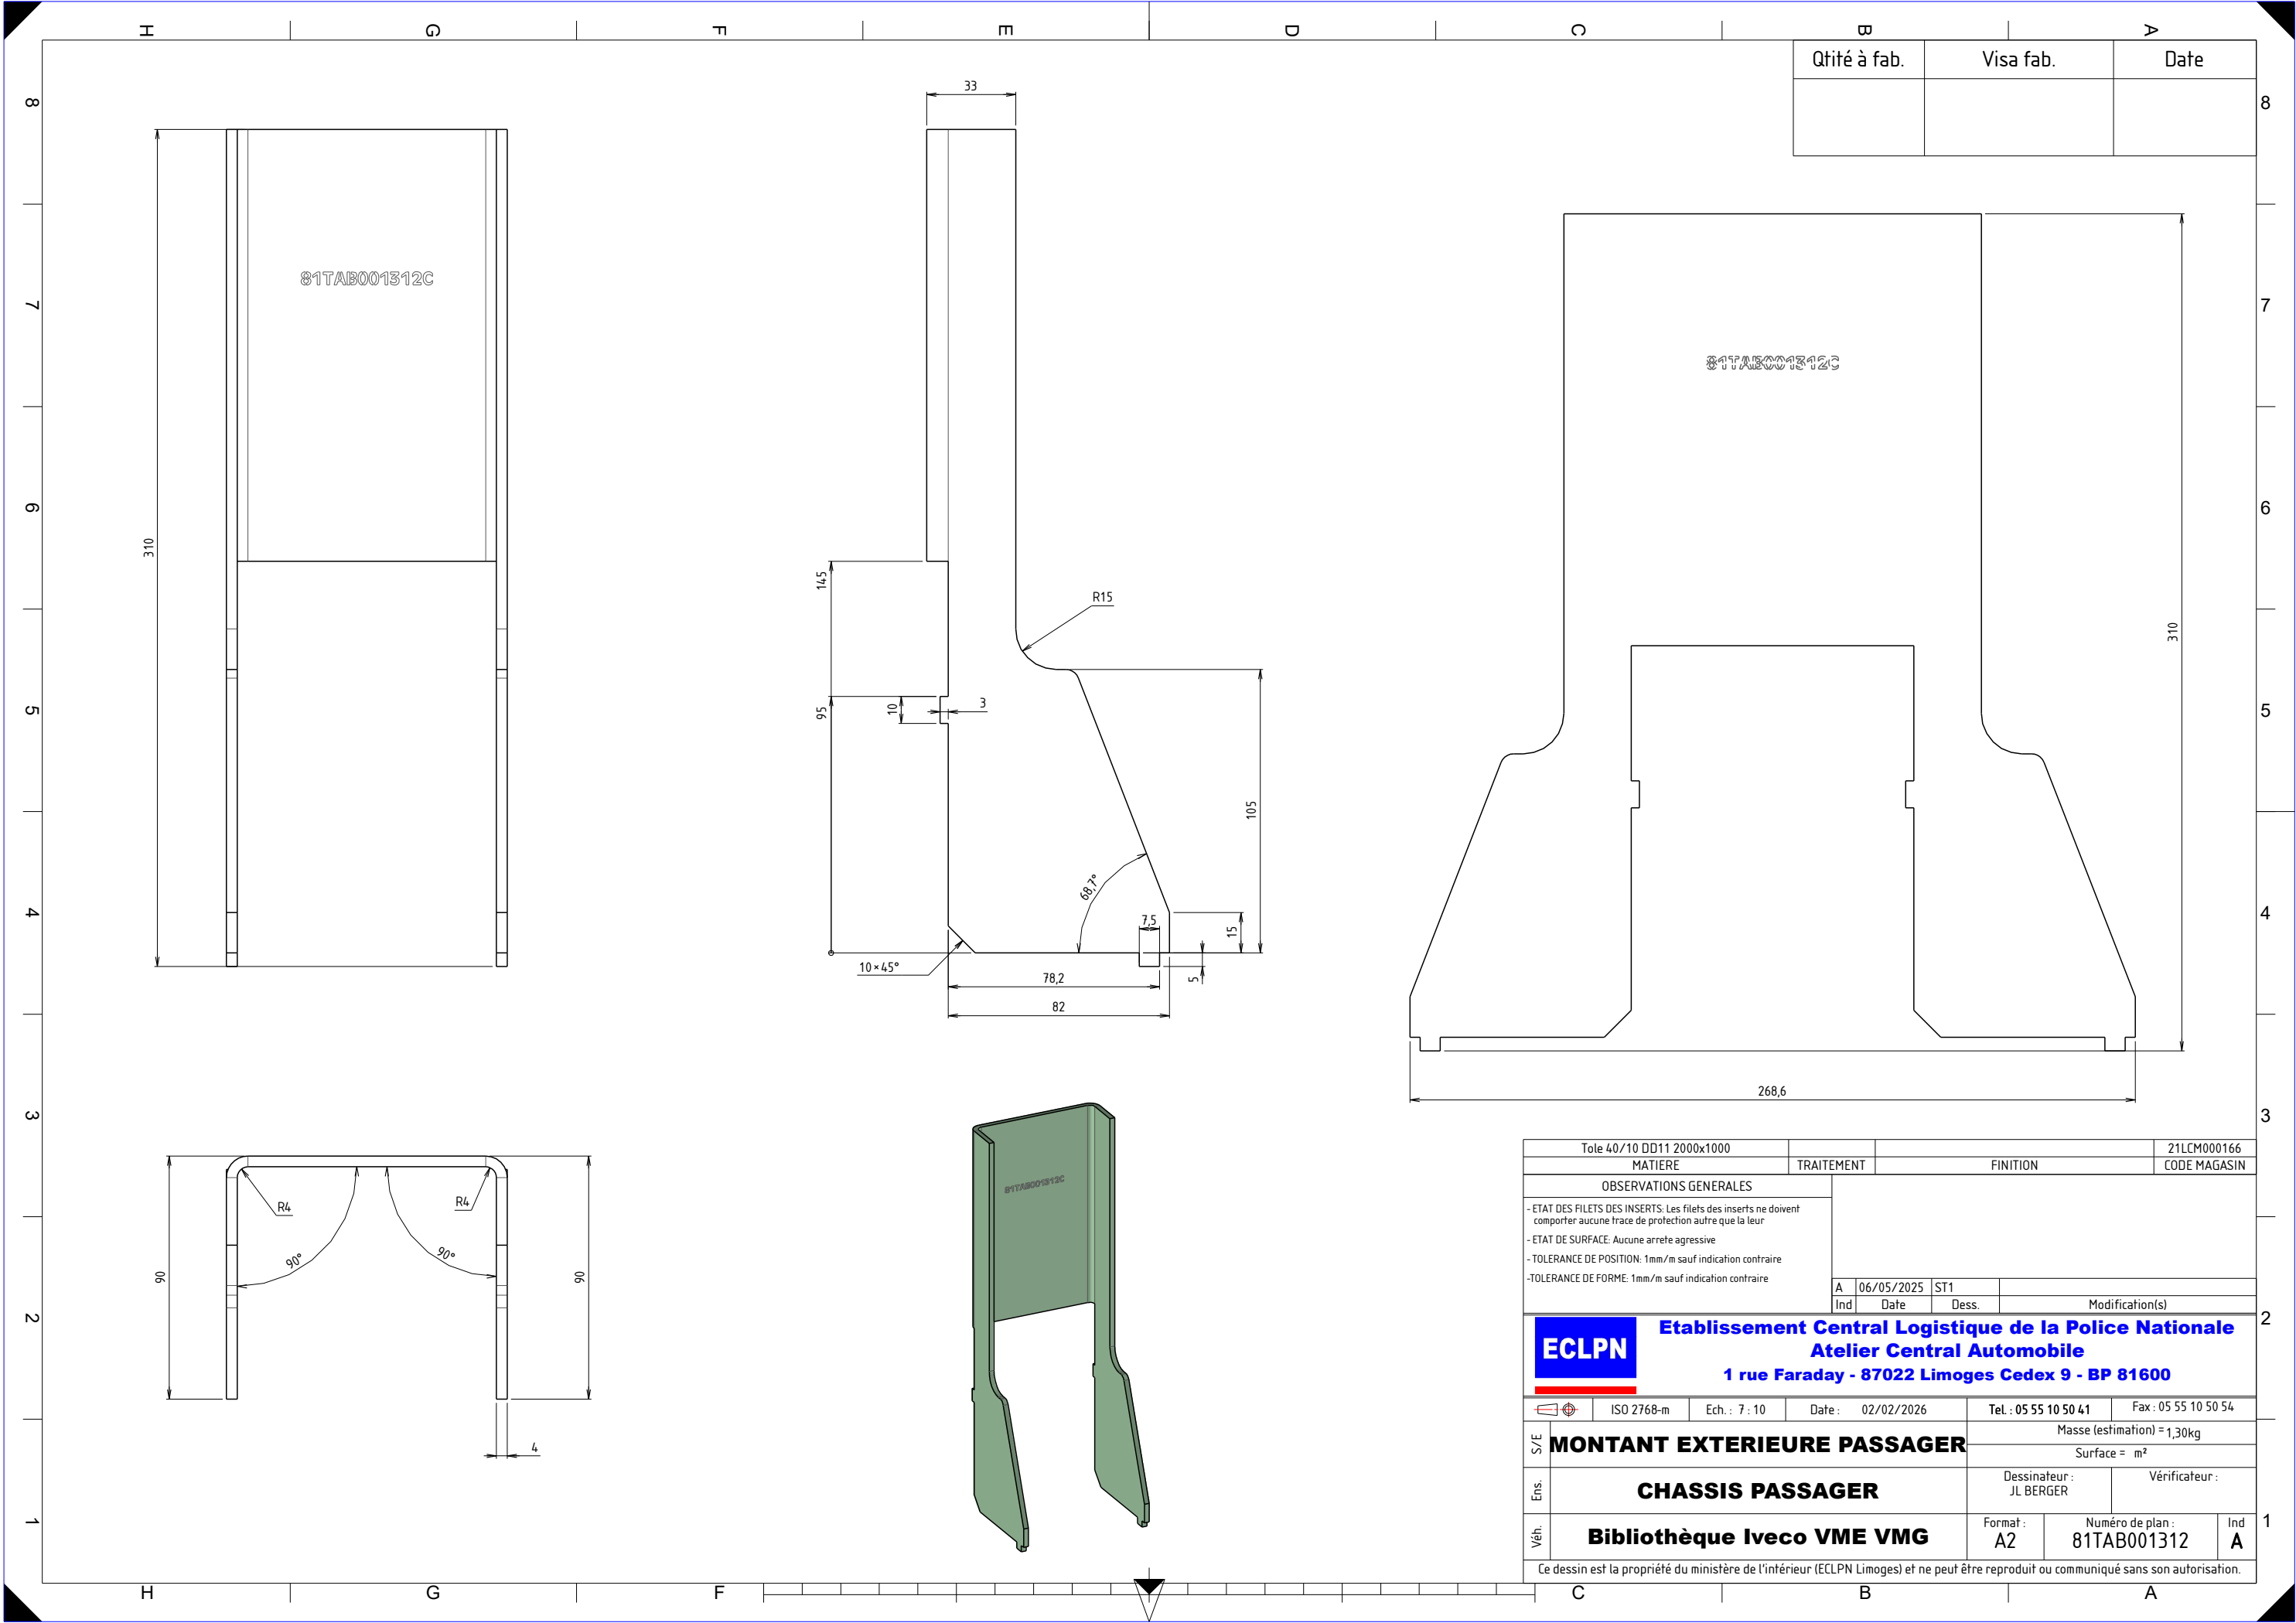 H G F E D C B A
Qtité à fab. Visa fab. Date
8 8
33
81TAB001312C
7 7
81TAB001312C
6 6
310
145
R15
310
95
10
3
5 5
105
68,7°
7,5
15
4 4
10×45°
78,2
5
82
268,6
3 3
R4 R4
90° 90°
90 90
4
81TAB001312C
2 2
1 1
Tole 40/10 DD11 2000x1000 21LCM000166
MATIERE TRAITEMENT FINITION CODE MAGASIN
OBSERVATIONS GENERALES
- ETAT DES FILETS DES INSERTS: Les filets des inserts ne doivent
comporter aucune trace de protection autre que la leur
- ETAT DE SURFACE: Aucune arrete agressive
- TOLERANCE DE POSITION: 1mm/m sauf indication contraire
-TOLERANCE DE FORME: 1mm/m sauf indication contraire
A 06/05/2025 ST1
Ind Date Dess. Modification(s)
ECLPN
Etablissement Central Logistique de la Police Nationale
Atelier Central Automobile
1 rue Faraday - 87022 Limoges Cedex 9 - BP 81600
ISO 2768-m Ech. : 7 : 10 Date : 02/02/2026 Tel. : 05 55 10 50 41 Fax : 05 55 10 50 54
S/E MONTANT EXTERIEURE PASSAGER
Masse (estimation) = 1,30kg
Surface = m²
Ens. CHASSIS PASSAGER
Dessinateur : Vérificateur :
JL BERGER
Véh. Bibliothèque Iveco VME VMG
Format : Numéro de plan : Ind
A2 81TAB001312 A
Ce dessin est la propriété du ministère de l'intérieur (ECLPN Limoges) et ne peut être reproduit ou communiqué sans son autorisation.
H G F C B A